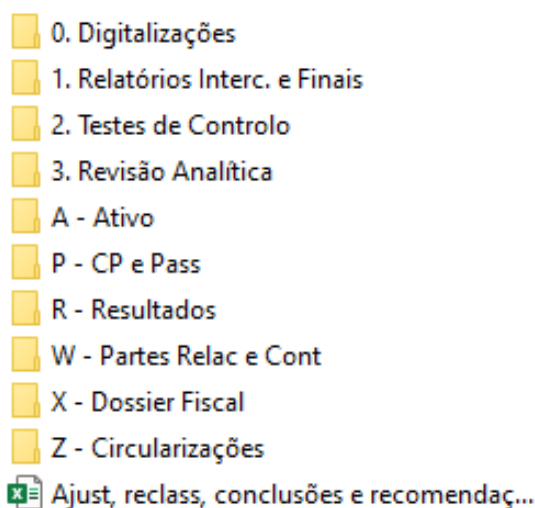 0. Digitalizações
1. Relatórios Interc. e Finais
2. Testes de Controlo
3. Revisão Analítica
A - Ativo
P - CP e Pass
R - Resultados
W - Partes Relac e Cont
X - Dossier Fiscal
Z - Circularizações
Ajust, reclass, conclusões e recomendaç...